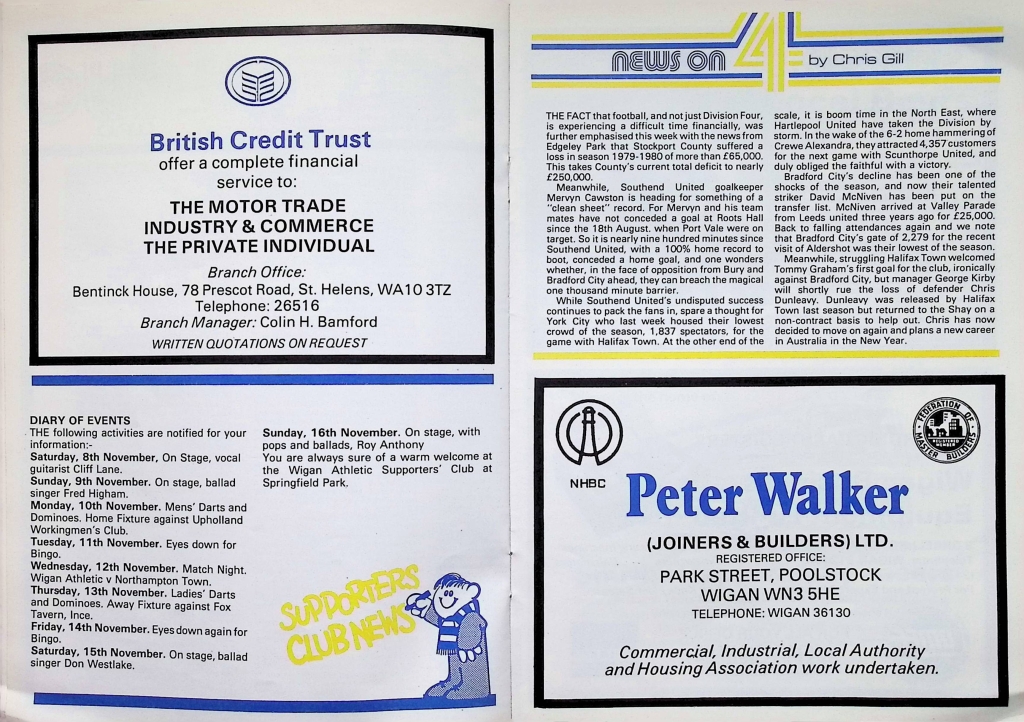 British Credit Trust
offer a complete financial
service to:
THE MOTOR TRADE
INDUSTRY & COMMERCE
THE PRIVATE INDIVIDUAL
Branch Office:
Bentinck House, 78 Prescot Road, St. Helens, WA10 3TZ
Telephone: 26516
Branch Manager: Colin H. Bamford
WRITTEN QUOTATIONS ON REQUEST
DIARY OF EVENTS
THE following activities are notified for your
information:-
Saturday, 8th November, On Stage, vocal
guitarist Cliff Lane.
Sunday, 9th November. On stage, ballad
singer Fred Higham.
Monday, 10th November. Mens' Darts and
Dominoes. Home Fixture against Upholland
Workingmen's Club.
Tuesday, 11th November. Eyes down for
Bingo.
Wednesday, 12th November. Match Night.
Wigan Athletic v Northampton Town.
Thursday, 13th November. Ladies' Darts
and Dominoes. Away Fixture against Fox
Tavern, Ince.
Friday, 14th November. Eyes down again for
Bingo.
Saturday, 15th November. On stage, ballad
singer Don Westlake.
Sunday, 16th November. On stage, with
pops and ballads, Roy Anthony
You are always sure of a warm welcome at
the Wigan Athletic Supporters' Club at
Springfield Park.
SUPPORTERS
CLUB NEWS
NEWS ON 4 by Chris Gill
THE FACT that football, and not just Division Four,
is experiencing a difficult time financially, was
further emphasised this week with the news from
Edgeley Park that Stockport County suffered a
loss in season 1979-1980 of more than £65,000.
This takes County's current total deficit to nearly
£250,000.
Meanwhile, Southend United goalkeeper
Mervyn Cawston is heading for something of a
"clean sheet" record. For Mervyn and his team
mates have not conceded a goal at Roots Hall
since the 18th August. when Port Vale were on
target. So it is nearly nine hundred minutes since
Southend United, with a 100% home record to
boot, conceded a home goal, and one wonders
whether, in the face of opposition from Bury and
Bradford City ahead, they can breach the magical
one thousand minute barrier.
While Southend United's undisputed success
continues to pack the fans in, spare a thought for
York City who last week housed their lowest
crowd of the season, 1,837 spectators, for the
game with Halifax Town. At the other end of the
scale, it is boom time in the North East, where
Hartlepool United have taken the Division by
storm. In the wake of the 6-2 home hammering of
Crewe Alexandra, they attracted 4,357 customers
for the next game with Scunthorpe United, and
duly obliged the faithful with a victory.
Bradford City's decline has been one of the
shocks of the season, and now their talented
striker David McNiven has been put on the
transfer list. McNiven arrived at Valley Parade
from Leeds united three years ago for £25,000.
Back to falling attendances again and we note
that Bradford City's gate of 2,279 for the recent
visit of Aldershot was their lowest of the season.
Meanwhile, struggling Halifax Town welcomed
Tommy Graham's first goal for the club, ironically
against Bradford City, but manager George Kirby
will shortly rue the loss of defender Chris
Dunleavy. Dunleavy was released by Halifax
Town last season but returned to the Shay on a
non-contract basis to help out. Chris has now
decided to move on again and plans a new career
in Australia in the New Year.
NHBC
FEDERATION OF
MASTER BUILDERS
REGISTERED
MEMBER
Peter Walker
(JOINERS & BUILDERS) LTD.
REGISTERED OFFICE:
PARK STREET, POOLSTOCK
WIGAN WN3 5HE
TELEPHONE: WIGAN 36130
Commercial, Industrial, Local Authority
and Housing Association work undertaken.